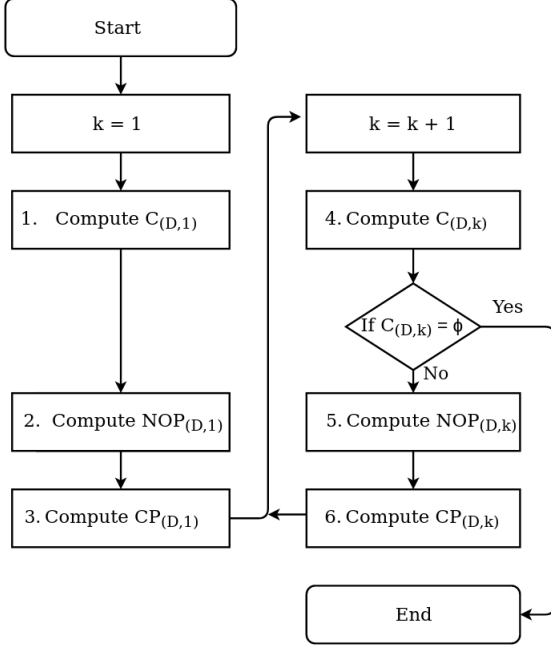 Start
k = 1
1. Compute C(D,1)
2. Compute NOP(D,1)
3. Compute CP(D,1)
k = k + 1
4. Compute C(D,k)
If C(D,k) = ϕ
Yes
No
5. Compute NOP(D,k)
6. Compute CP(D,k)
End